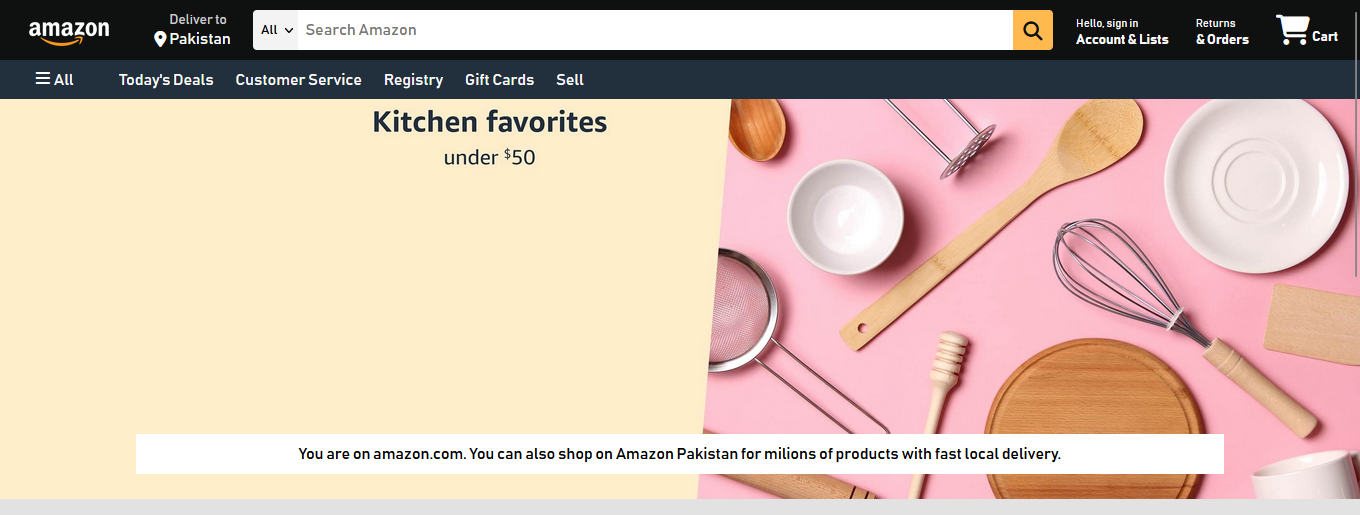 amazon
Deliver to
Pakistan
All
Search Amazon
Hello, sign in
Account & Lists
Returns
& Orders
Cart
All
Today's Deals
Customer Service
Registry
Gift Cards
Sell
Kitchen favorites
under $50
You are on amazon.com. You can also shop on Amazon Pakistan for milions of products with fast local delivery.